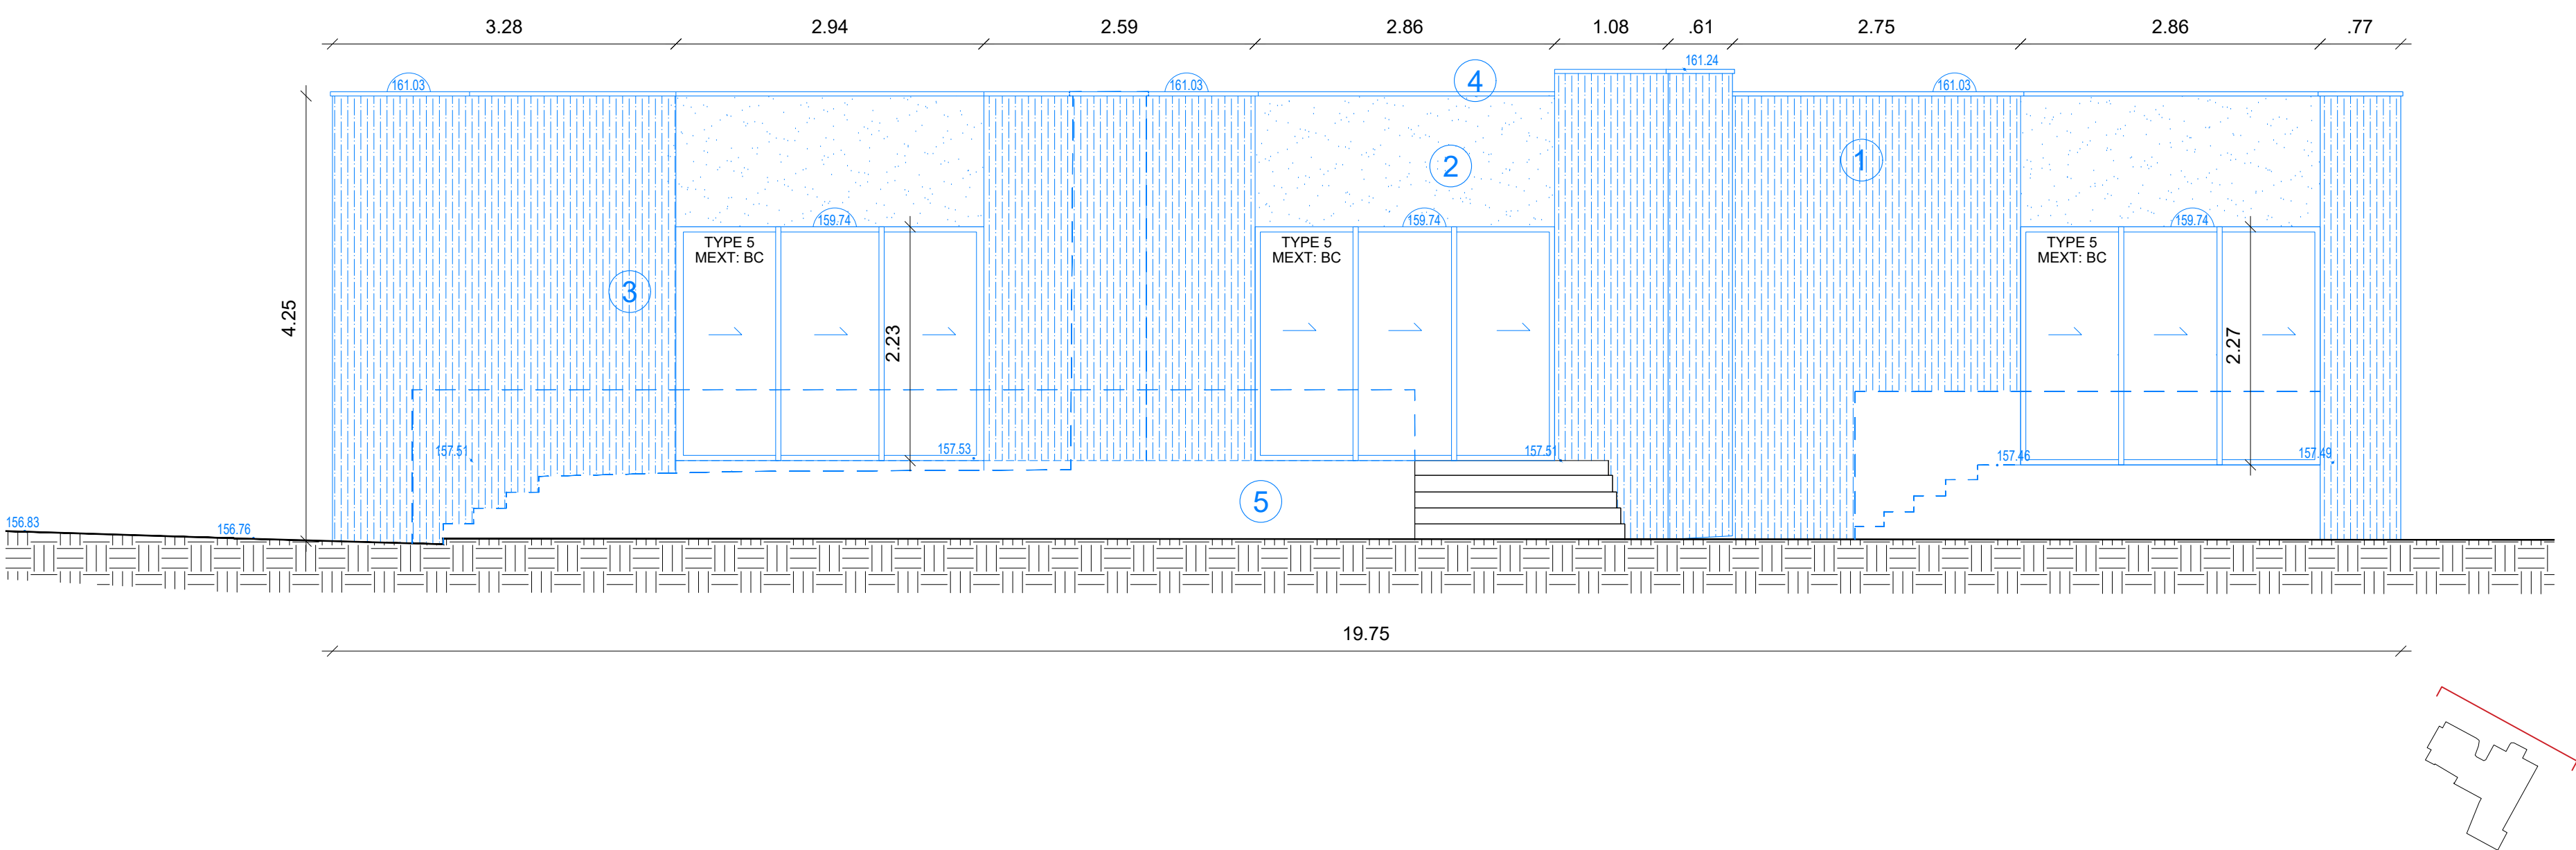 3.28 2.94 2.59 2.86 1.08 .61 2.75 2.86 .77
161.24
161.03 161.03 4 161.03
2 1
159.74 159.74 159.74
TYPE 5 TYPE 5 TYPE 5
MEXT: BC MEXT: BC MEXT: BC
3
4.25 2.23 2.27
157.51 157.53 157.51 157.46 157.49
5
156.83 156.76
19.75